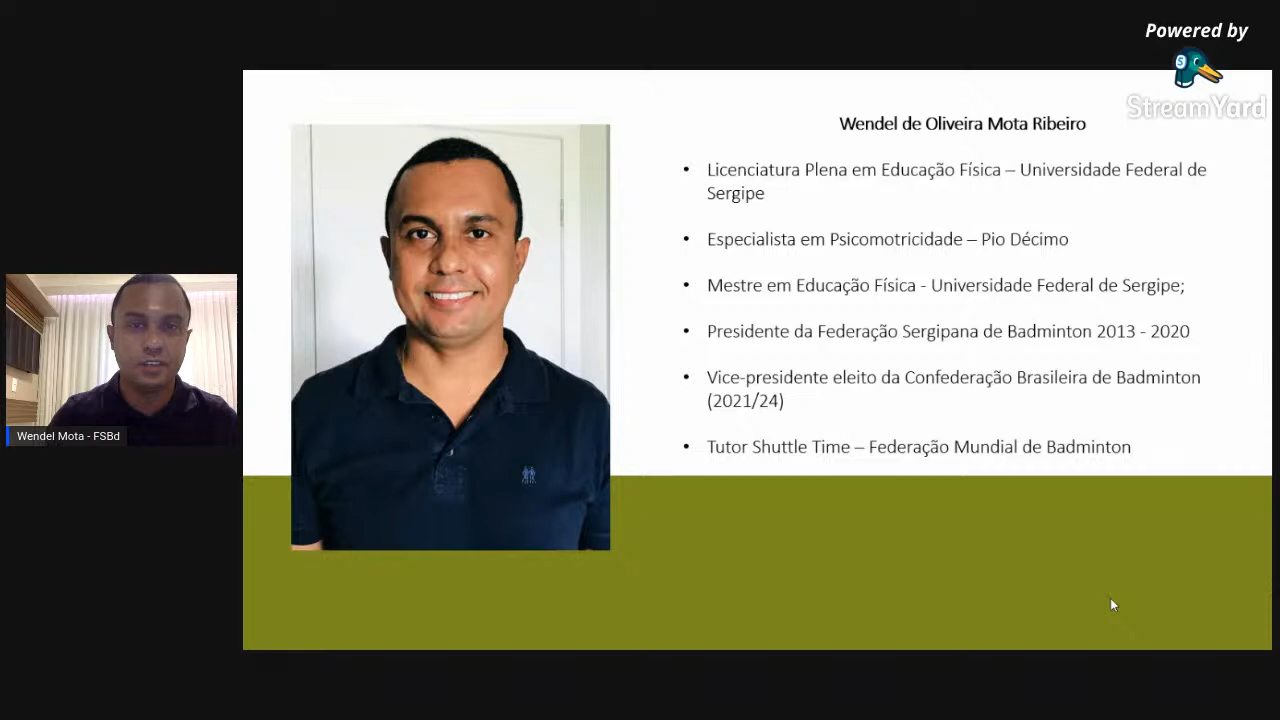 Powered by
StreamYard
Wendel de Oliveira Mota Ribeiro
• Licenciatura Plena em Educação Física – Universidade Federal de
Sergipe
• Especialista em Psicomotricidade – Pio Décimo
• Mestre em Educação Física - Universidade Federal de Sergipe;
• Presidente da Federação Sergipana de Badminton 2013 - 2020
• Vice-presidente eleito da Confederação Brasileira de Badminton
(2021/24)
• Tutor Shuttle Time – Federação Mundial de Badminton
Wendel Mota - FSBd